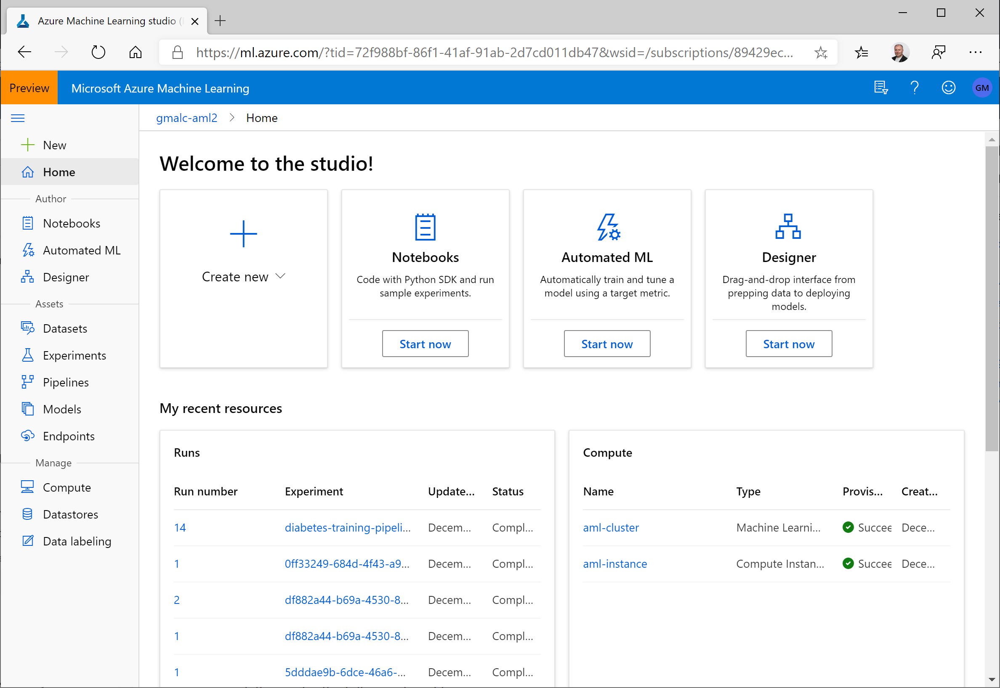 Azure Machine Learning studio (
https://ml.azure.com/?tid=72f988bf-86f1-41af-91ab-2d7cd011db47&wsid=/subscriptions/89429ec...
Preview
Microsoft Azure Machine Learning
GM
gmalc-aml2 > Home
New
Home
Author
Notebooks
Automated ML
Designer
Assets
Datasets
Experiments
Pipelines
Models
Endpoints
Manage
Compute
Datastores
Data labeling
Welcome to the studio!
Create new
Notebooks
Code with Python SDK and run
sample experiments.
Start now
Automated ML
Automatically train and tune a
model using a target metric.
Start now
Designer
Drag-and-drop interface from
prepping data to deploying
models.
Start now
My recent resources
Runs
Run number Experiment Update... Status
14 diabetes-training-pipeli... Decem... Compl...
1 0ff33249-684d-4f43-a9... Decem... Compl...
2 df882a44-b69a-4530-8... Decem... Compl...
1 df882a44-b69a-4530-8... Decem... Compl...
1 5dddae9b-6dce-46a6-... Decem... Compl...
Compute
Name Type Provis... Creat...
aml-cluster Machine Learni... Succee Dece...
aml-instance Compute Instan... Succee Dece...